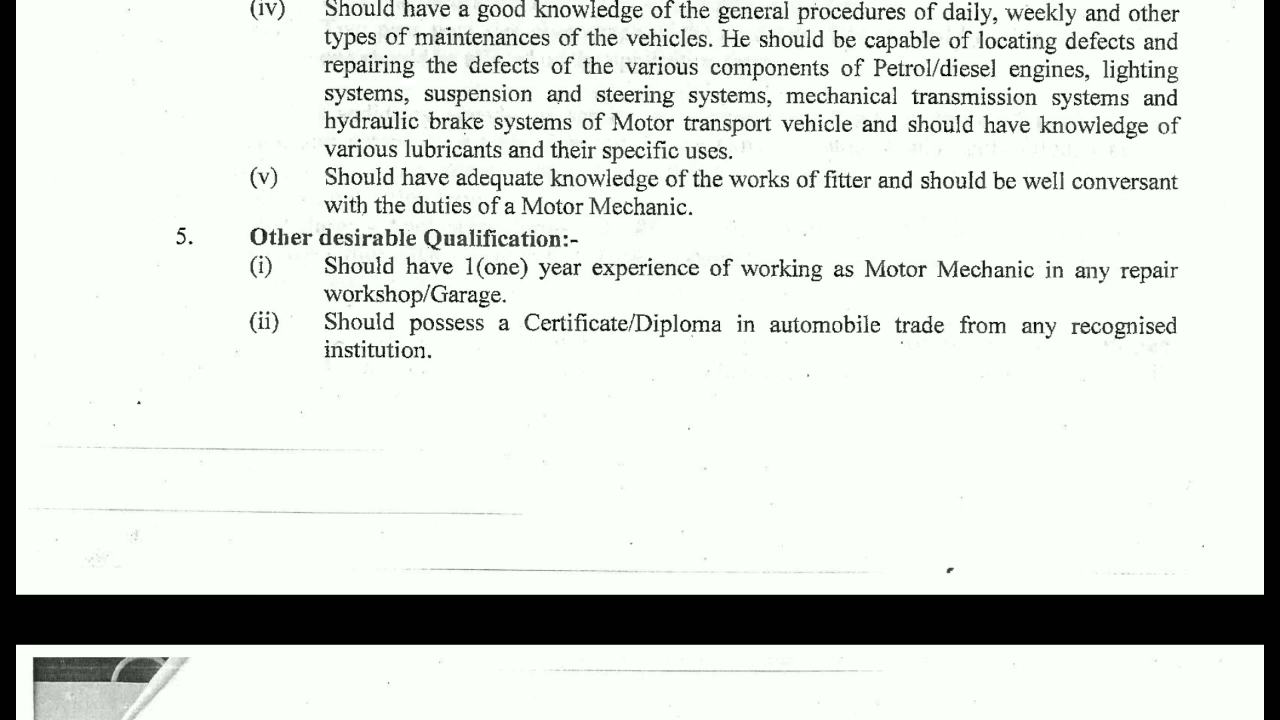 (iv) Should have a good knowledge of the general procedures of daily, weekly and other
types of maintenances of the vehicles. He should be capable of locating defects and
repairing the defects of the various components of Petrol/diesel engines, lighting
systems, suspension and steering systems, mechanical transmission systems and
hydraulic brake systems of Motor transport vehicle and should have knowledge of
various lubricants and their specific uses.
(v) Should have adequate knowledge of the works of fitter and should be well conversant
with the duties of a Motor Mechanic.
5. Other desirable Qualification:-
(i) Should have 1(one) year experience of working as Motor Mechanic in any repair
workshop/Garage.
(ii) Should possess a Certificate/Diploma in automobile trade from any recognised
institution.